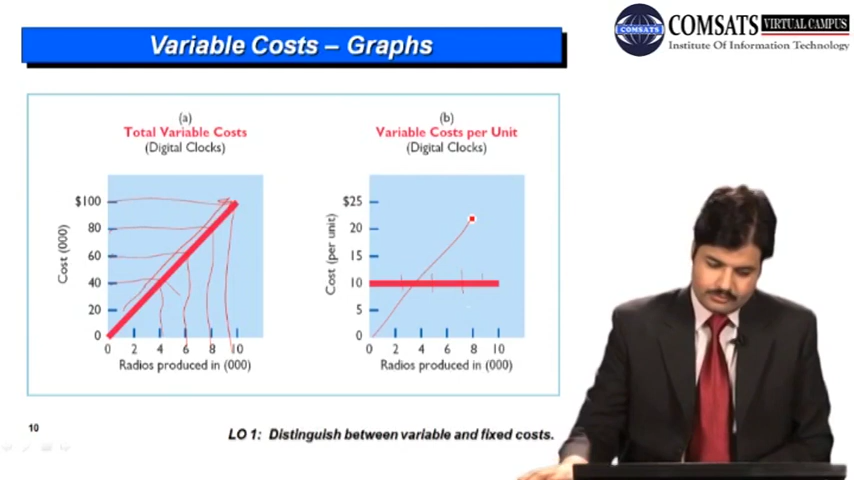 Variable Costs – Graphs
COMSATS
COMSATS VIRTUAL CAMPUS
Institute Of Information Technology
(a)
Total Variable Costs
(Digital Clocks)
Cost (000)
$100
80
60
40
20
0
0 2 4 6 8 10
Radios produced in (000)
(b)
Variable Costs per Unit
(Digital Clocks)
Cost (per unit)
$25
20
15
10
5
0
0 2 4 6 8 10
Radios produced in (000)
10
LO 1: Distinguish between variable and fixed costs.